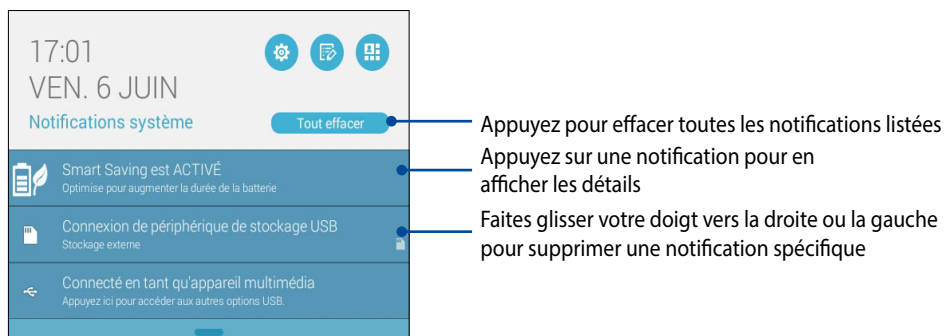 17:01
VEN. 6 JUIN
Notifications système
Tout effacer
Smart Saving est ACTIVÉ
Optimise pour augmenter la durée de la batterie
Connexion de périphérique de stockage USB
Stockage externe
Connecté en tant qu'appareil multimédia
Appuyez ici pour accéder aux autres options USB.
Appuyez pour effacer toutes les notifications listées
Appuyez sur une notification pour en
afficher les détails
Faites glisser votre doigt vers la droite ou la gauche
pour supprimer une notification spécifique